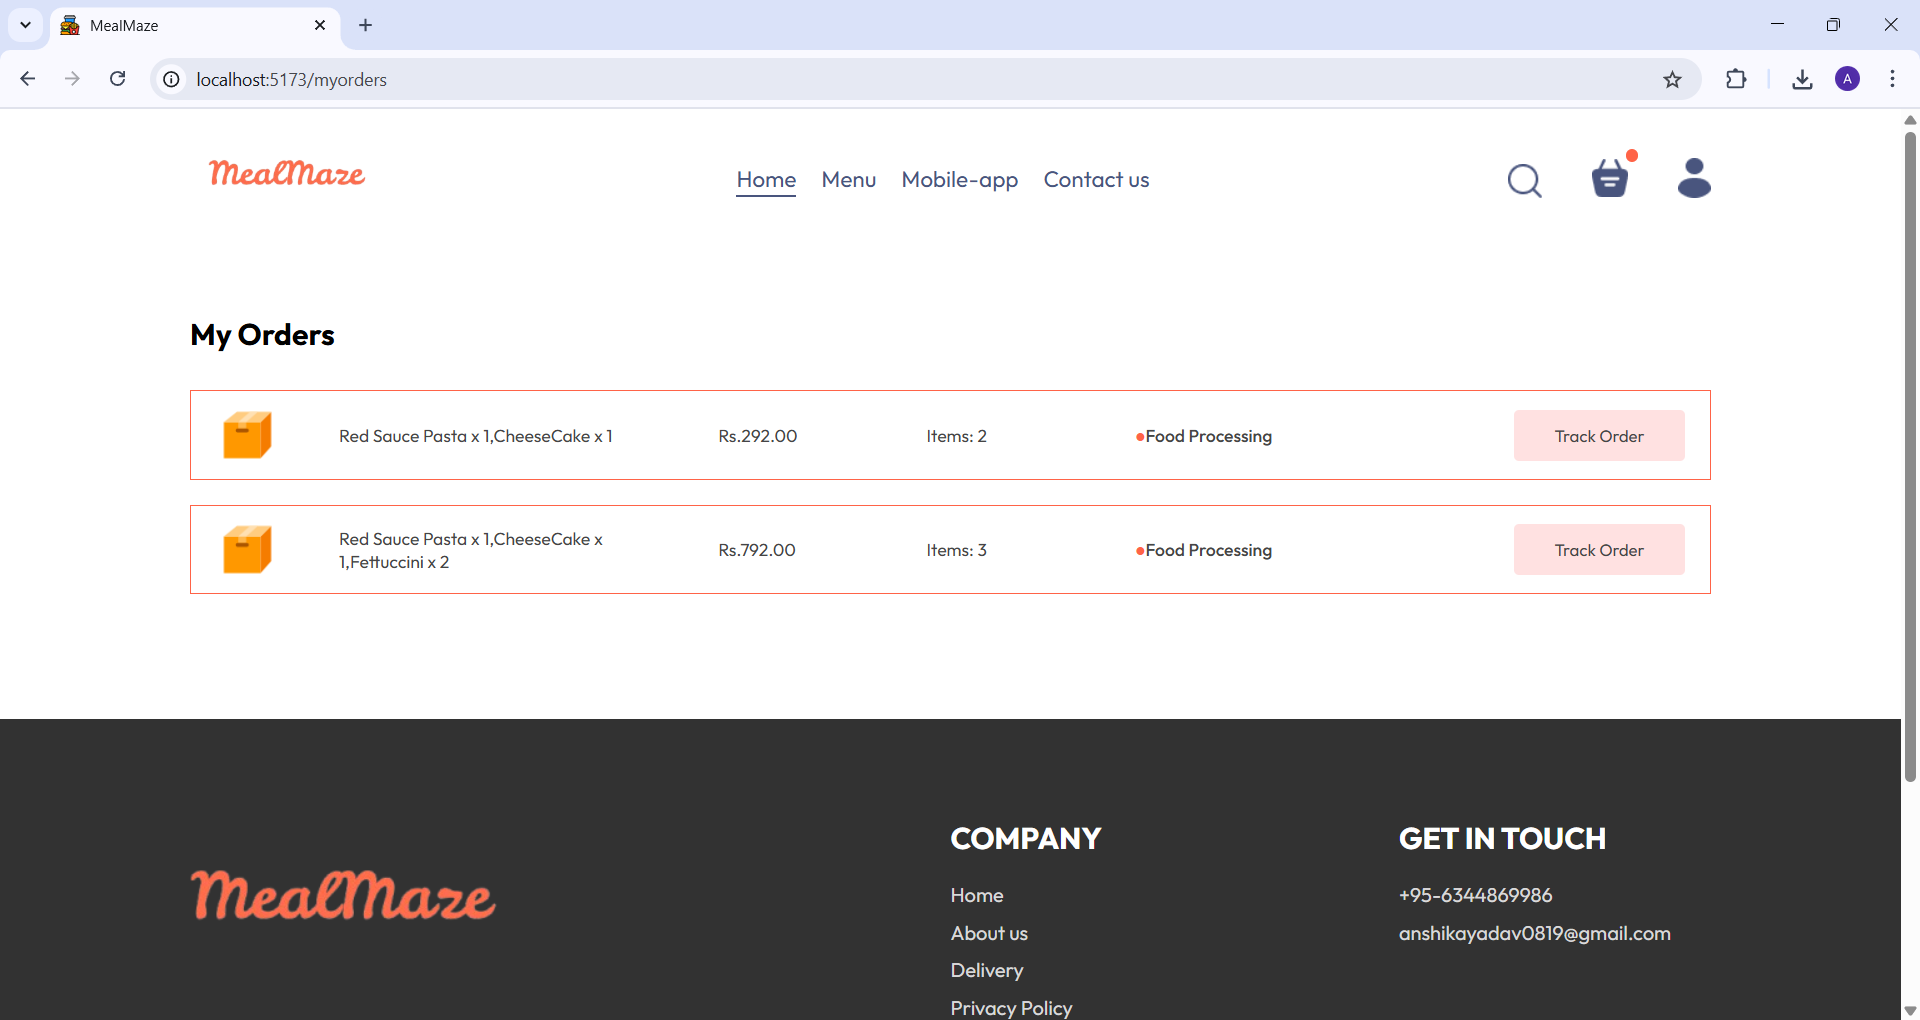 MealMaze
localhost:5173/myorders
A
MealMaze
Home Menu Mobile-app Contact us
My Orders
Red Sauce Pasta x 1,CheeseCake x 1 Rs.292.00 Items: 2 Food Processing Track Order
Red Sauce Pasta x 1,CheeseCake x
1,Fettuccini x 2 Rs.792.00 Items: 3 Food Processing Track Order
MealMaze
COMPANY
Home
About us
Delivery
Privacy Policy
GET IN TOUCH
+95-6344869986
anshikayadav0819@gmail.com